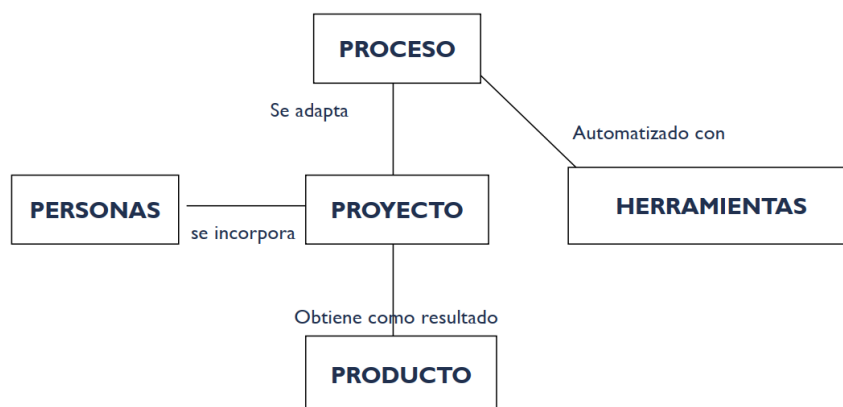 PROCESO
Se adapta
Automatizado con
PERSONAS
PROYECTO
HERRAMIENTAS
se incorpora
Obtiene como resultado
PRODUCTO